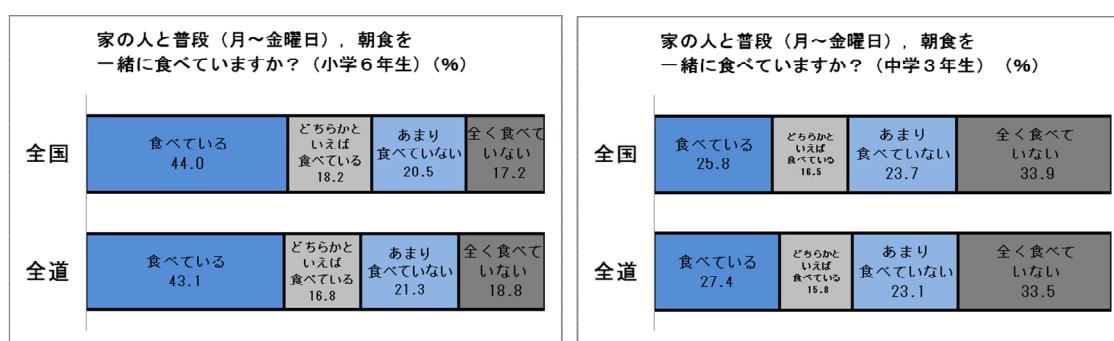 家の人と普段（月～金曜日），朝食を
一緒に食べていますか？（小学６年生）（％）
全国
食べている
44.0
どちらかと
いえば
食べている
18.2
あまり
食べていない
20.5
全く食べて
いない
17.2
全道
食べている
43.1
どちらかと
いえば
食べている
16.8
あまり
食べていない
21.3
全く食べて
いない
18.8
家の人と普段（月～金曜日），朝食を
一緒に食べていますか？（中学３年生）（％）
全国
食べている
25.8
どちらかと
いえば
食べている
16.5
あまり
食べていない
23.7
全く食べて
いない
33.9
全道
食べている
27.4
どちらかと
いえば
食べている
15.8
あまり
食べていない
23.1
全く食べて
いない
33.5